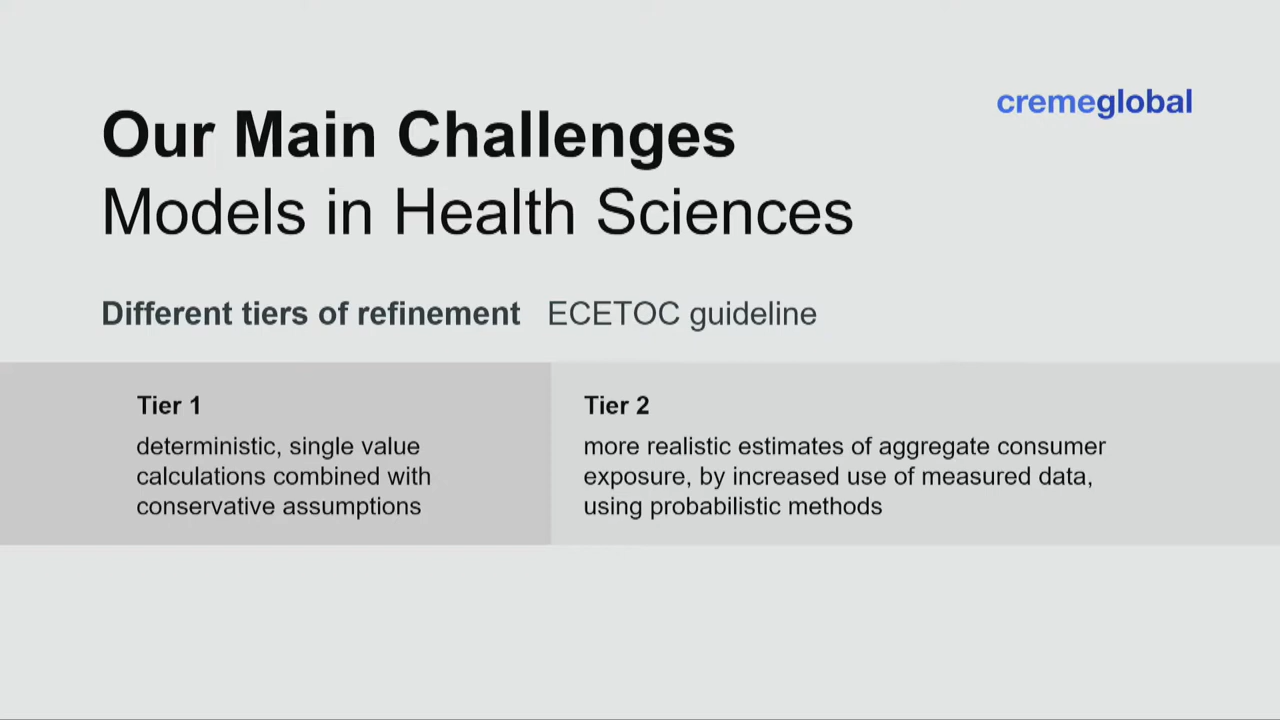 cremeglobal
Our Main Challenges
Models in Health Sciences
Different tiers of refinement ECETOC guideline
Tier 1
deterministic, single value
calculations combined with
conservative assumptions
Tier 2
more realistic estimates of aggregate consumer
exposure, by increased use of measured data,
using probabilistic methods